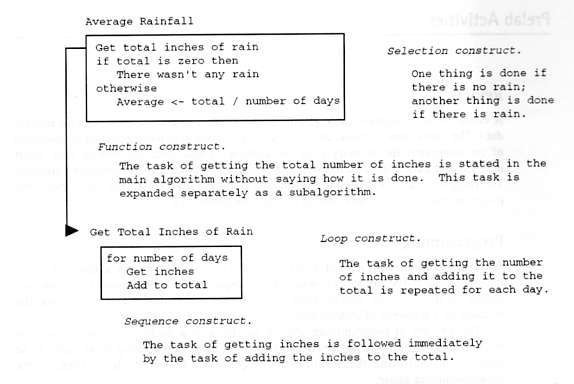 Average Rainfall
Get total inches of rain
if total is zero then
There wasn't any rain
otherwise
Average <- total / number of days
Selection construct.
One thing is done if
there is no rain;
another thing is done
if there is rain.
Function construct.
The task of getting the total number of inches is stated in the
main algorithm without saying how it is done. This task is
expanded separately as a subalgorithm.
Get Total Inches of Rain
for number of days
Get inches
Add to total
Loop construct.
The task of getting the number
of inches and adding it to the
total is repeated for each day.
Sequence construct.
The task of getting inches is followed immediately
by the task of adding the inches to the total.